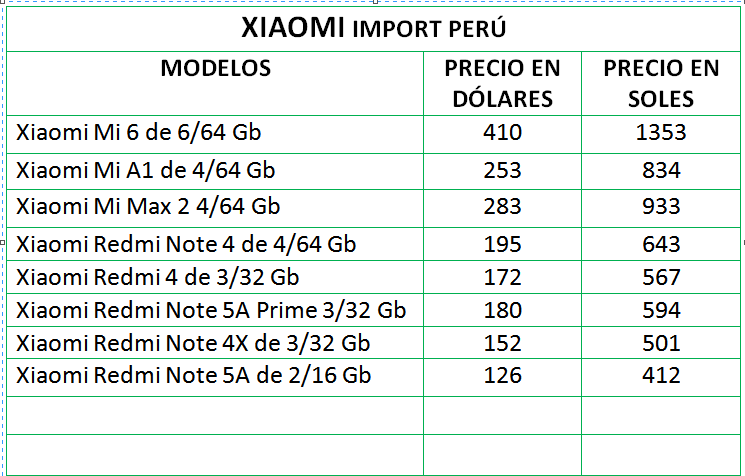 XIAOMI IMPORT PERÚ
MODELOS PRECIO EN DÓLARES PRECIO EN SOLES
Xiaomi Mi 6 de 6/64 Gb 410 1353
Xiaomi Mi A1 de 4/64 Gb 253 834
Xiaomi Mi Max 2 4/64 Gb 283 933
Xiaomi Redmi Note 4 de 4/64 Gb 195 643
Xiaomi Redmi 4 de 3/32 Gb 172 567
Xiaomi Redmi Note 5A Prime 3/32 Gb 180 594
Xiaomi Redmi Note 4X de 3/32 Gb 152 501
Xiaomi Redmi Note 5A de 2/16 Gb 126 412